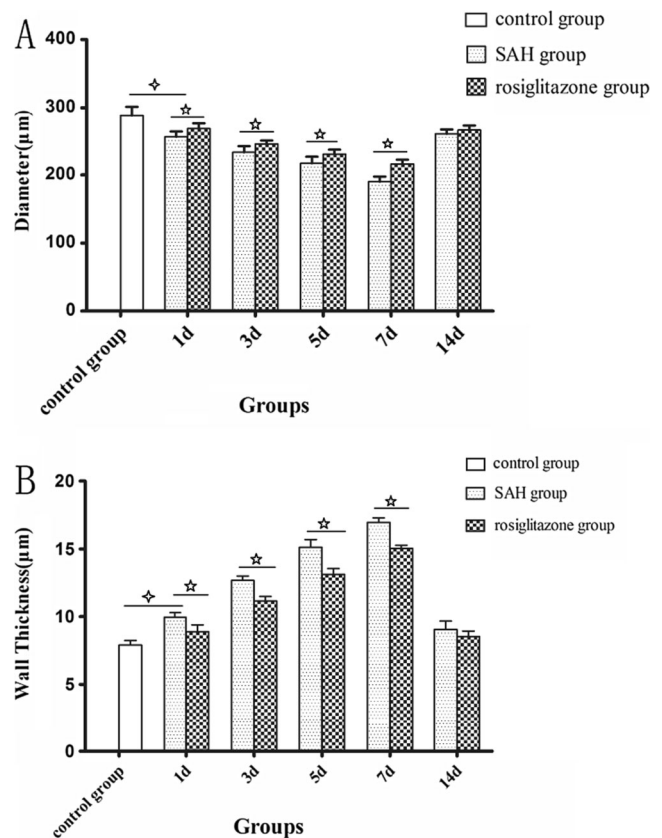 A
control group
SAH group
rosiglitazone group
400
300
200
100
0
Diameter(μm)
control group
1d
3d
5d
7d
14d
Groups
B
control group
SAH group
rosiglitazone group
20
15
10
5
0
Wall Thickness(μm)
control group
1d
3d
5d
7d
14d
Groups